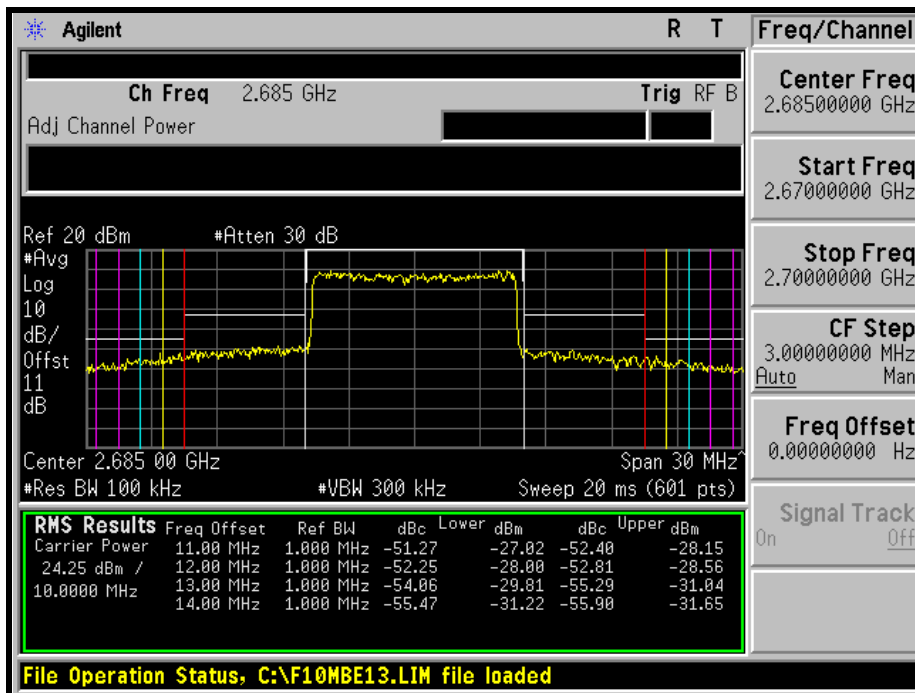 Agilent R T Freq/Channel
Ch Freq 2.685 GHz Trig RF B
Adj Channel Power
Center Freq
2.68500000 GHz
Start Freq
2.67000000 GHz
Stop Freq
2.70000000 GHz
CF Step
3.00000000 MHz
Auto Man
Freq Offset
0.00000000 Hz
Signal Track
On Off
Ref 20 dBm #Atten 30 dB
#Avg
Log
10
dB/
Offst
11
dB
Center 2.685 00 GHz Span 30 MHz^
#Res BW 100 kHz #VBW 300 kHz Sweep 20 ms (601 pts)
RMS Results Freq Offset Ref BW dBc Lower dBm dBc Upper dBm
Carrier Power 11.00 MHz 1.000 MHz -51.27 -27.02 -52.40 -28.15
24.25 dBm / 12.00 MHz 1.000 MHz -52.25 -28.00 -52.81 -28.56
10.0000 MHz 13.00 MHz 1.000 MHz -54.06 -29.81 -55.29 -31.04
14.00 MHz 1.000 MHz -55.47 -31.22 -55.90 -31.65
File Operation Status, C:\F10MBE13.LIM file loaded